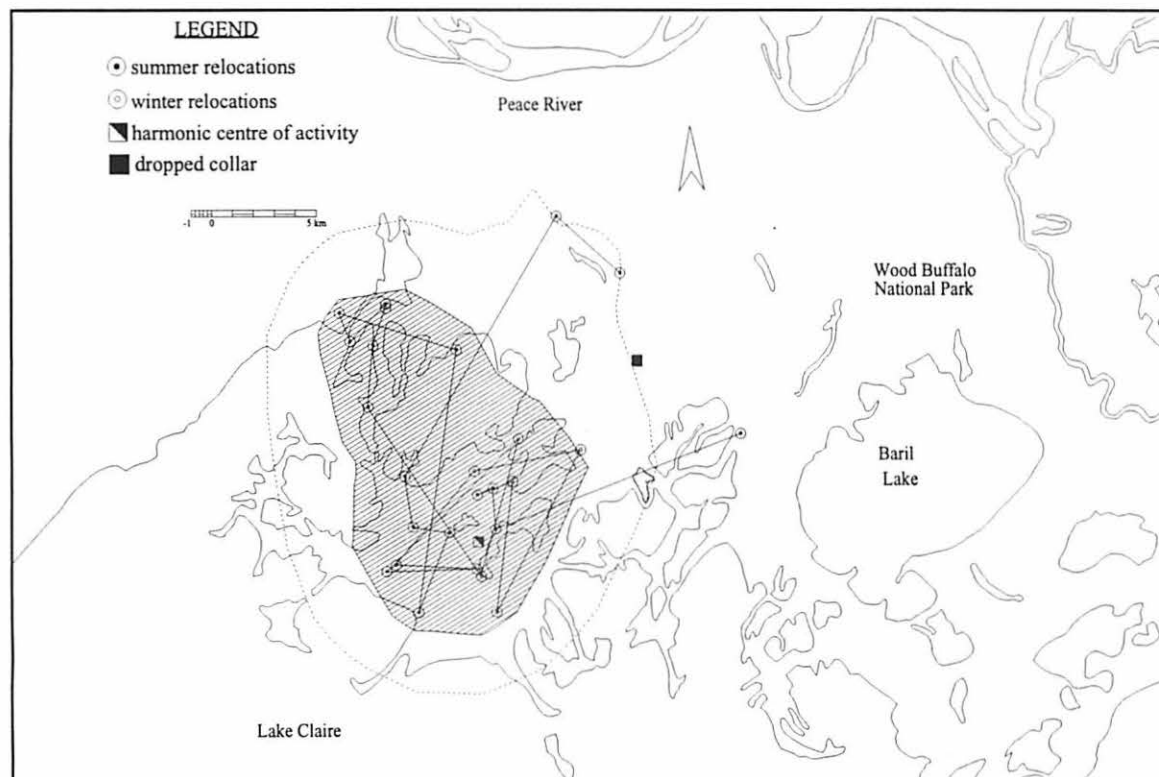 LEGEND
summer relocations
winter relocations
harmonic centre of activity
dropped collar
-1 0 5 km
Peace River
Wood Buffalo
National Park
Baril
Lake
Lake Claire